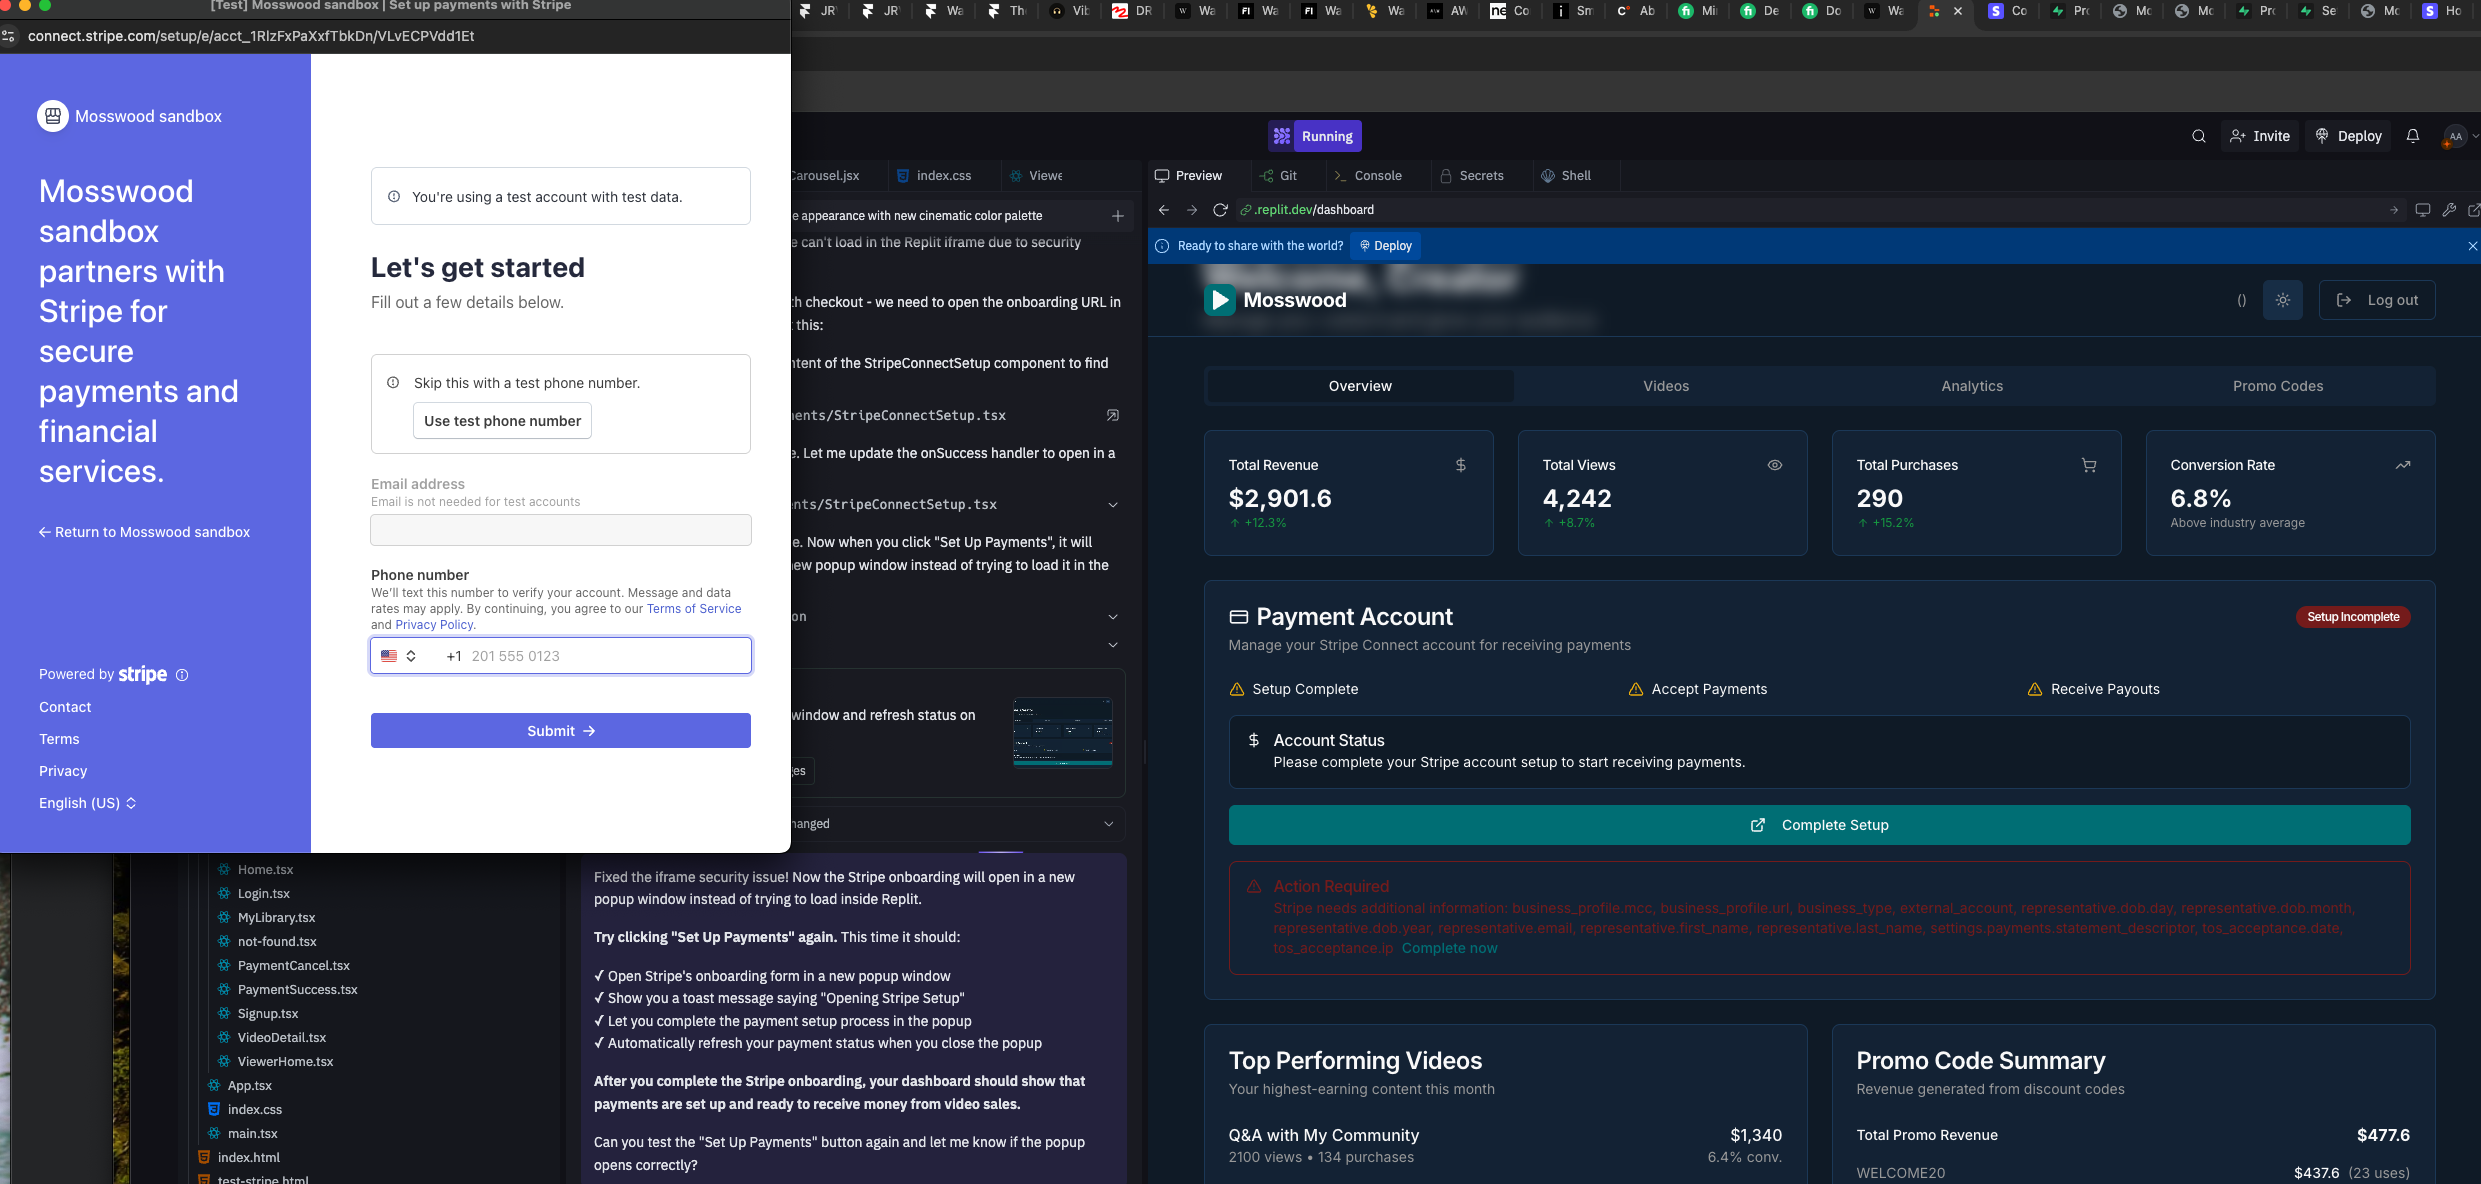 [Test] Mosswood sandbox | Set up payments with Stripe
connect.stripe.com/setup/e/acct_1RlzFxPaXxfTbkDn/VLvECPVdd1Et
Mosswood sandbox
Mosswood
sandbox
partners with
Stripe for
secure
payments and
financial
services.
← Return to Mosswood sandbox
Powered by stripe
Contact
Terms
Privacy
English (US)
You're using a test account with test data.
Let's get started
Fill out a few details below.
Skip this with a test phone number.
Use test phone number
Email address
Email is not needed for test accounts
Phone number
We'll text this number to verify your account. Message and data
rates may apply. By continuing, you agree to our Terms of Service
and Privacy Policy.
+1 201 555 0123
Submit →
JR
JR
Wa
Th
Vib
DR
Wa
Wa
Wa
Wa
AW
Co
Sm
Ab
Mi
De
Do
Wa
Co
Pro
Mo
Mo
Pro
Se
Mo
Ho
Running
Invite
Deploy
AA
Carousel.jsx
index.css
Viewe
e appearance with new cinematic color palette
e can't load in the Replit iframe due to security
th checkout - we need to open the onboarding URL in
t this:
ntent of the StripeConnectSetup component to find
nents/StripeConnectSetup.tsx
e. Let me update the onSuccess handler to open in a
nts/StripeConnectSetup.tsx
e. Now when you click "Set Up Payments", it will
new popup window instead of trying to load it in the
on
window and refresh status on
ges
hanged
Fixed the iframe security issue! Now the Stripe onboarding will open in a new
popup window instead of trying to load inside Replit.
Try clicking "Set Up Payments" again. This time it should:
✓ Open Stripe's onboarding form in a new popup window
✓ Show you a toast message saying "Opening Stripe Setup"
✓ Let you complete the payment setup process in the popup
✓ Automatically refresh your payment status when you close the popup
After you complete the Stripe onboarding, your dashboard should show that
payments are set up and ready to receive money from video sales.
Can you test the "Set Up Payments" button again and let me know if the popup
opens correctly?
Home.tsx
Login.tsx
MyLibrary.tsx
not-found.tsx
PaymentCancel.tsx
PaymentSuccess.tsx
Signup.tsx
VideoDetail.tsx
ViewerHome.tsx
App.tsx
index.css
main.tsx
index.html
test-stripe.html
Preview
Git
Console
Secrets
Shell
.replit.dev/dashboard
Ready to share with the world?
Deploy
Welcome, Creator
Mosswood
()
Log out
Overview
Videos
Analytics
Promo Codes
Total Revenue
$2,901.6
↑ +12.3%
Total Views
4,242
↑ +8.7%
Total Purchases
290
↑ +15.2%
Conversion Rate
6.8%
Above industry average
Payment Account
Setup Incomplete
Manage your Stripe Connect account for receiving payments
Setup Complete
Accept Payments
Receive Payouts
Account Status
Please complete your Stripe account setup to start receiving payments.
Complete Setup
Action Required
Stripe needs additional information: business_profile.mcc, business_profile.url, business_type, external_account, representative.dob.day, representative.dob.month,
representative.dob.year, representative.email, representative.first_name, representative.last_name, settings.payments.statement_descriptor, tos_acceptance.date,
tos_acceptance.ip Complete now
Top Performing Videos
Your highest-earning content this month
Q&A with My Community
$1,340
2100 views • 134 purchases
6.4% conv.
Promo Code Summary
Revenue generated from discount codes
Total Promo Revenue
$477.6
WELCOME20
$437.6 (23 uses)